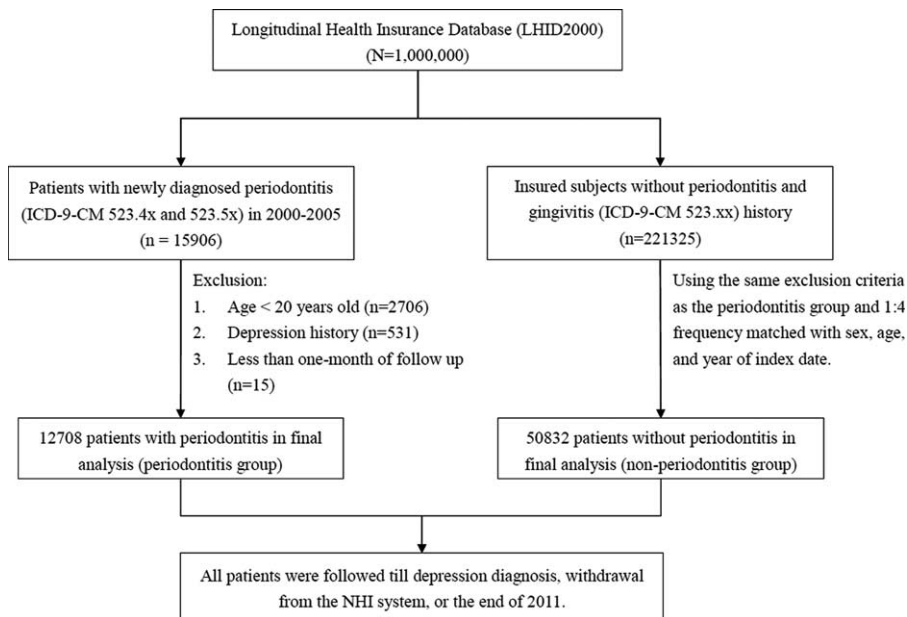 Longitudinal Health Insurance Database (LHID2000)
(N=1,000,000)
Patients with newly diagnosed periodontitis
(ICD-9-CM 523.4x and 523.5x) in 2000-2005
(n = 15906)
Insured subjects without periodontitis and
gingivitis (ICD-9-CM 523.xx) history
(n=221325)
Exclusion:
1. Age < 20 years old (n=2706)
2. Depression history (n=531)
3. Less than one-month of follow up
(n=15)
Using the same exclusion criteria
as the periodontitis group and 1:4
frequency matched with sex, age,
and year of index date.
12708 patients with periodontitis in final
analysis (periodontitis group)
50832 patients without periodontitis in
final analysis (non-periodontitis group)
All patients were followed till depression diagnosis, withdrawal
from the NHI system, or the end of 2011.